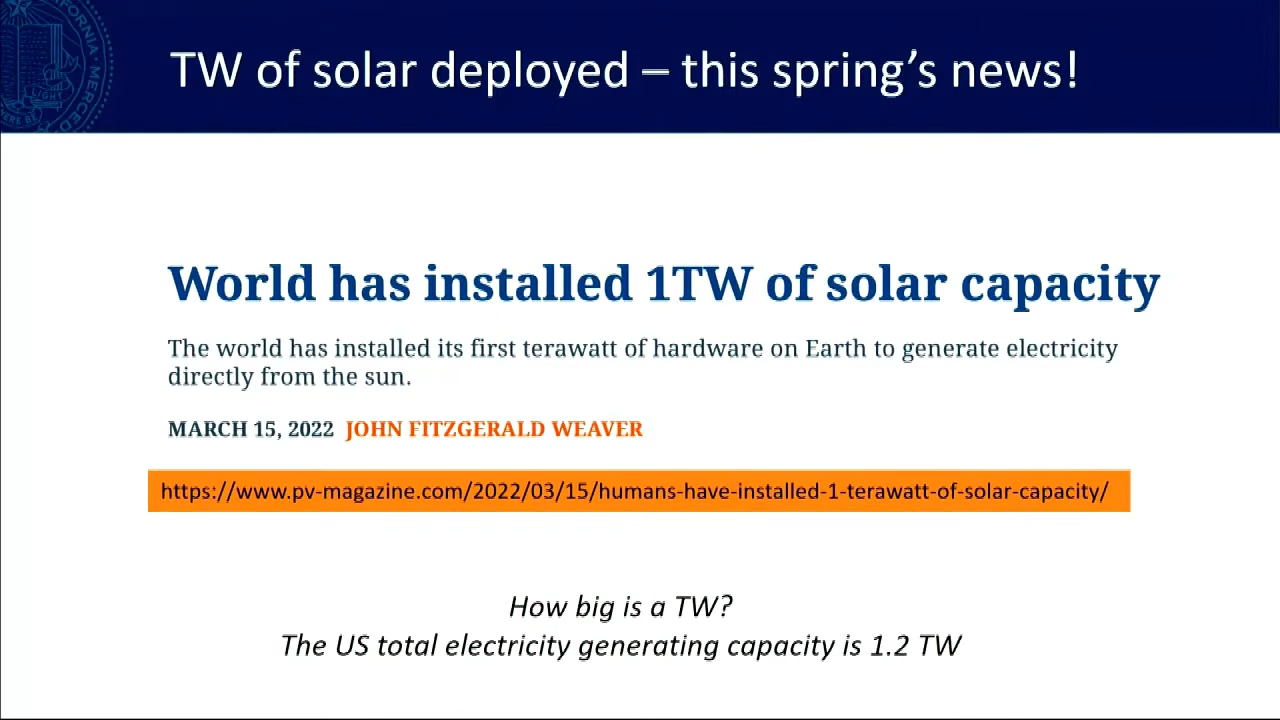 TW of solar deployed – this spring's news!
World has installed 1TW of solar capacity
The world has installed its first terawatt of hardware on Earth to generate electricity
directly from the sun.
MARCH 15, 2022 JOHN FITZGERALD WEAVER
https://www.pv-magazine.com/2022/03/15/humans-have-installed-1-terawatt-of-solar-capacity/
How big is a TW?
The US total electricity generating capacity is 1.2 TW